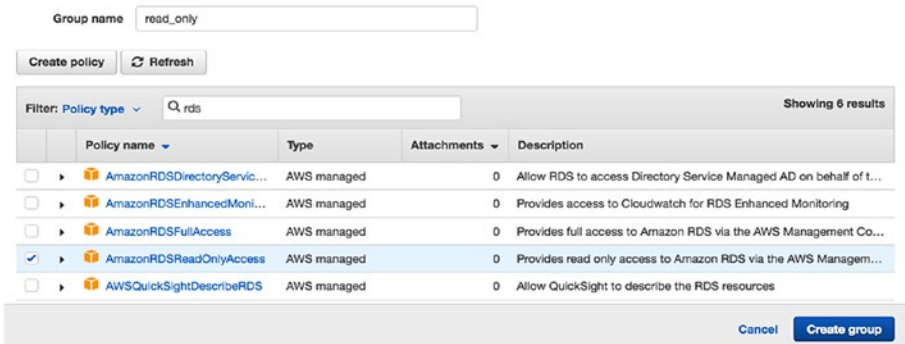 Group name read_only
Create policy Refresh
Filter: Policy type rds Showing 6 results
Policy name Type Attachments Description
AmazonRDSDirectoryServic... AWS managed 0 Allow RDS to access Directory Service Managed AD on behalf of t...
AmazonRDSEnhancedMoni... AWS managed 0 Provides access to Cloudwatch for RDS Enhanced Monitoring
AmazonRDSFullAccess AWS managed 0 Provides full access to Amazon RDS via the AWS Management Co...
AmazonRDSReadOnlyAccess AWS managed 0 Provides read only access to Amazon RDS via the AWS Managem...
AWSQuickSightDescribeRDS AWS managed 0 Allow QuickSight to describe the RDS resources
Cancel Create group